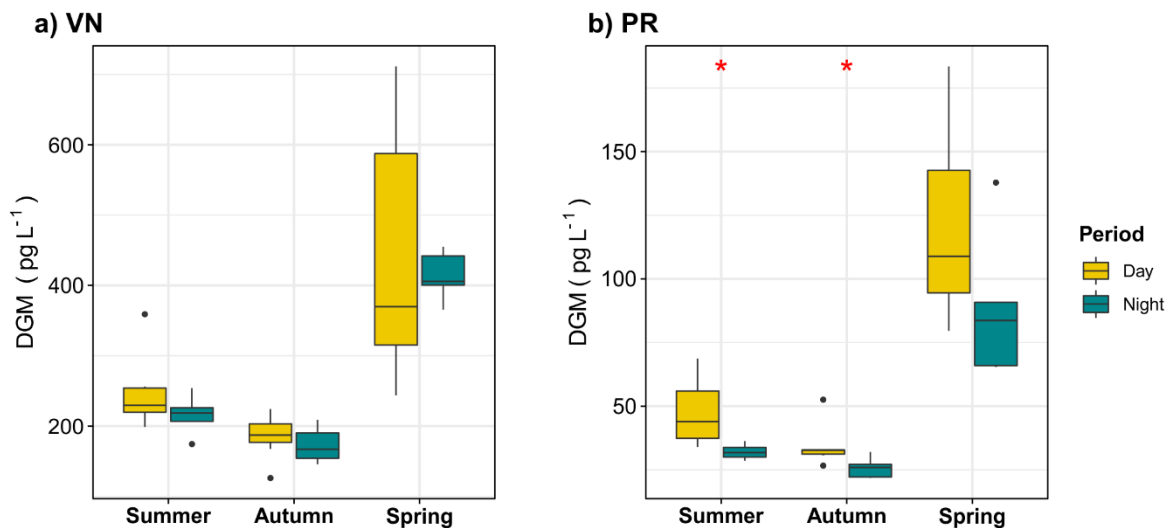 a) VN
DGM ( pg L⁻¹)
600
400
200
Summer Autumn Spring
b) PR
* *
DGM ( pg L⁻¹)
150
100
50
Summer Autumn Spring
Period
Day
Night